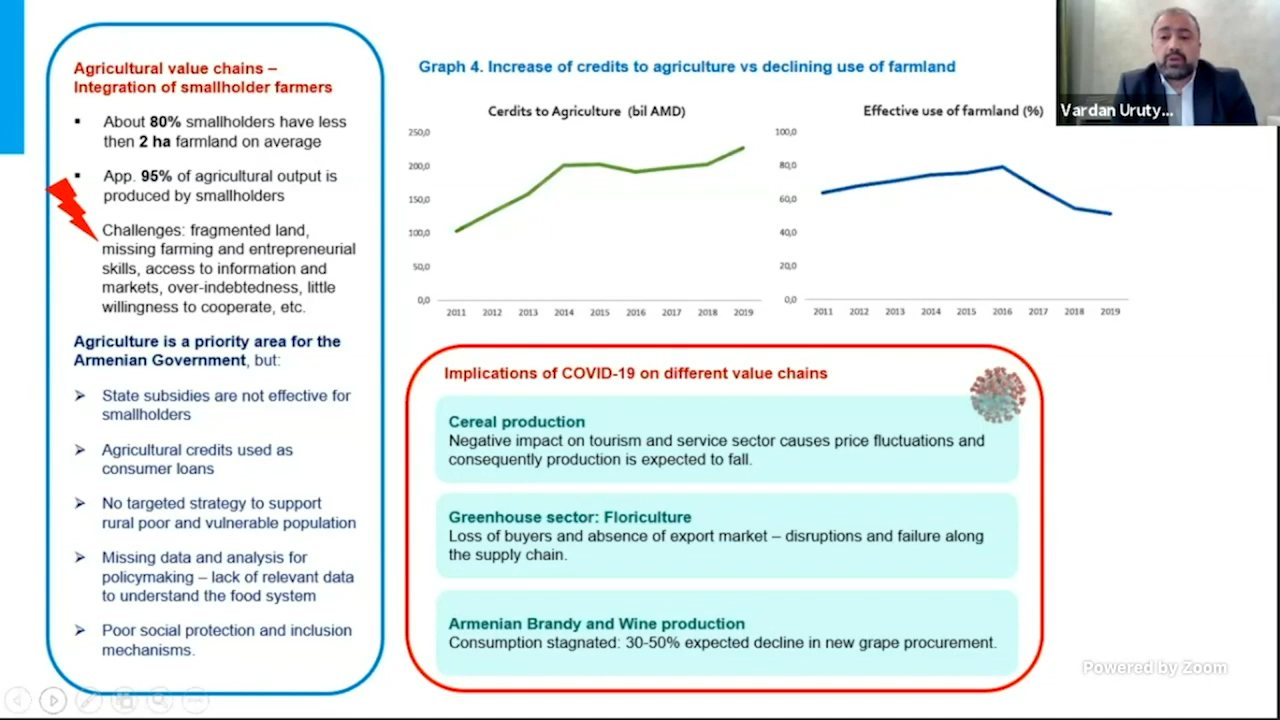 Agricultural value chains –
Integration of smallholder farmers
▪ About 80% smallholders have less
then 2 ha farmland on average
▪ App. 95% of agricultural output is
produced by smallholders
Challenges: fragmented land,
missing farming and entrepreneurial
skills, access to information and
markets, over-indebtedness, little
willingness to cooperate, etc.
Agriculture is a priority area for the
Armenian Government, but:
➢ State subsidies are not effective for
smallholders
➢ Agricultural credits used as
consumer loans
➢ No targeted strategy to support
rural poor and vulnerable population
➢ Missing data and analysis for
policymaking – lack of relevant data
to understand the food system
➢ Poor social protection and inclusion
mechanisms.
Graph 4. Increase of credits to agriculture vs declining use of farmland
Cerdits to Agriculture (bil AMD)
250,0
200,0
150,0
100,0
50,0
0,0
2011 2012 2013 2014 2015 2016 2017 2018 2019
Effective use of farmland (%)
100,0
80,0
60,0
40,0
20,0
0,0
2011 2012 2013 2014 2015 2016 2017 2018 2019
Vardan Uruty...
Implications of COVID-19 on different value chains
Cereal production
Negative impact on tourism and service sector causes price fluctuations and
consequently production is expected to fall.
Greenhouse sector: Floriculture
Loss of buyers and absence of export market – disruptions and failure along
the supply chain.
Armenian Brandy and Wine production
Consumption stagnated: 30-50% expected decline in new grape procurement.
Powered by Zoom